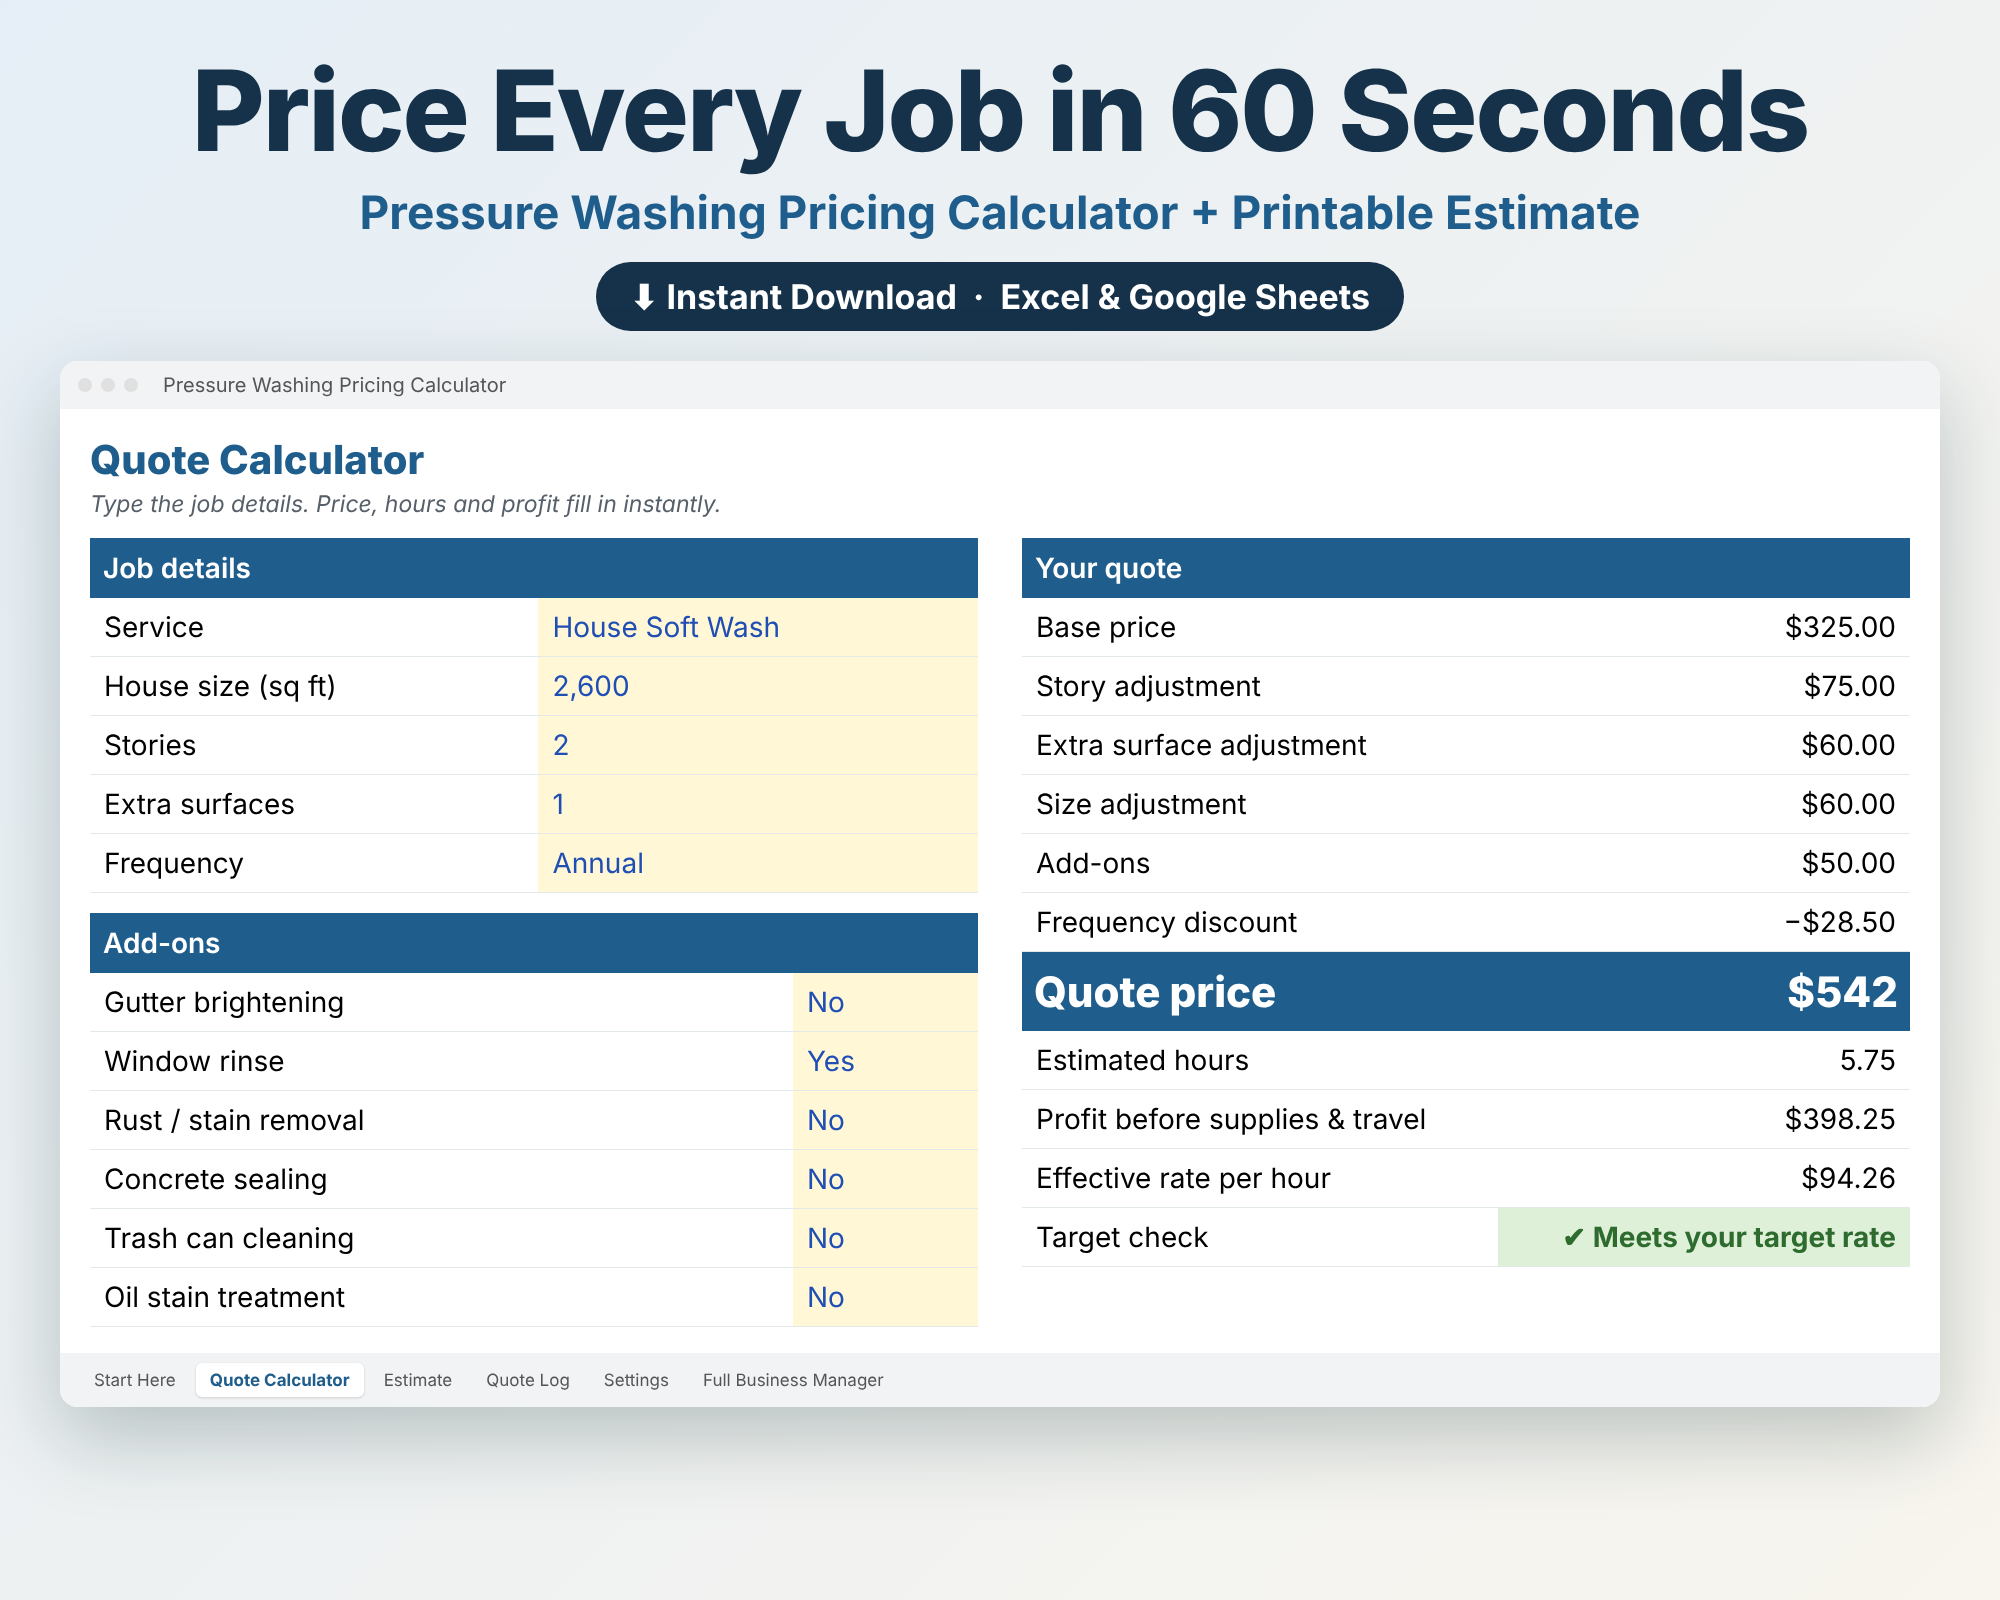 Price Every Job in 60 Seconds
Pressure Washing Pricing Calculator + Printable Estimate
⬇ Instant Download · Excel & Google Sheets
Pressure Washing Pricing Calculator
Quote Calculator
Type the job details. Price, hours and profit fill in instantly.
Job details
Service House Soft Wash
House size (sq ft) 2,600
Stories 2
Extra surfaces 1
Frequency Annual
Add-ons
Gutter brightening No
Window rinse Yes
Rust / stain removal No
Concrete sealing No
Trash can cleaning No
Oil stain treatment No
Your quote
Base price $325.00
Story adjustment $75.00
Extra surface adjustment $60.00
Size adjustment $60.00
Add-ons $50.00
Frequency discount −$28.50
Quote price $542
Estimated hours 5.75
Profit before supplies & travel $398.25
Effective rate per hour $94.26
Target check ✔ Meets your target rate
Start Here Quote Calculator Estimate Quote Log Settings Full Business Manager